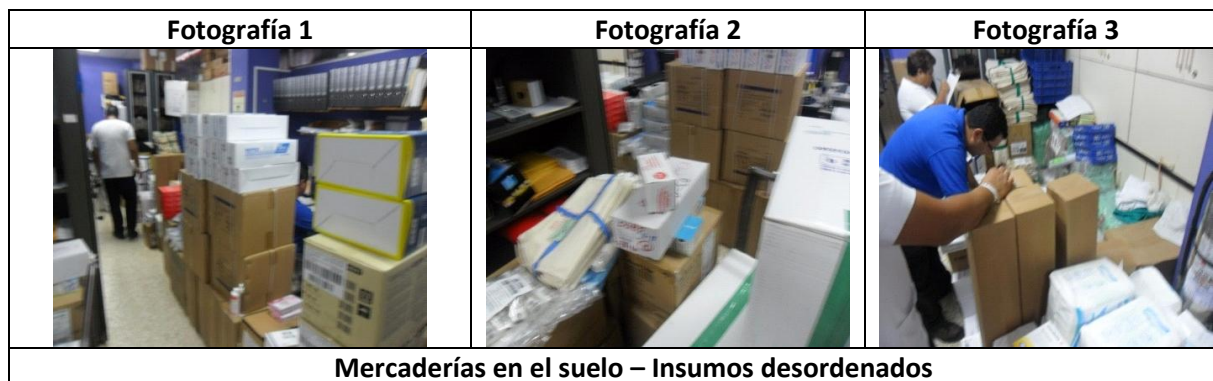 Fotografía 1
Fotografía 2
Fotografía 3
Mercaderías en el suelo – Insumos desordenados